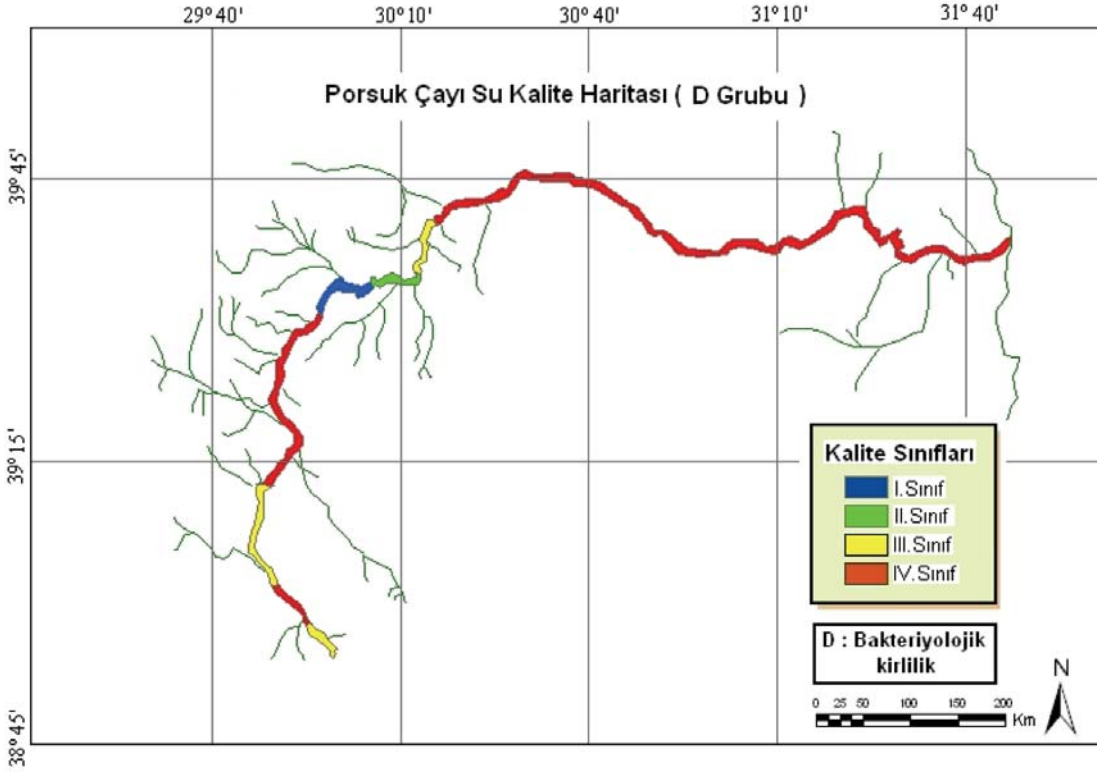 29°40' 30°10' 30°40' 31°10' 31°40'
Porsuk Çayı Su Kalite Haritası ( D Grubu )
39°45'
39°15'
38°45'
Kalite Sınıfları
I.Sınıf
II.Sınıf
III.Sınıf
IV.Sınıf
D : Bakteriyolojik
kirlilik
N
0 25 50 100 150 200
Km